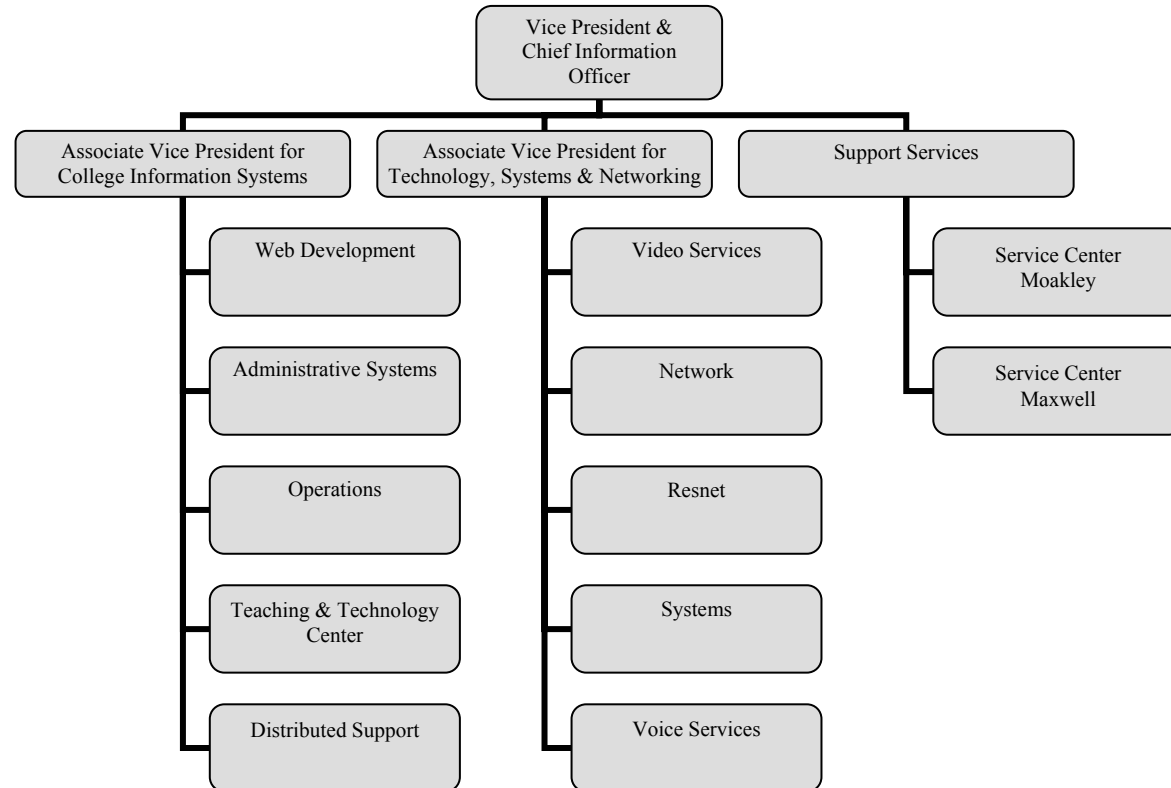 Vice President &
Chief Information
Officer
Associate Vice President for
College Information Systems
Associate Vice President for
Technology, Systems & Networking
Support Services
Web Development
Administrative Systems
Operations
Teaching & Technology
Center
Distributed Support
Video Services
Network
Resnet
Systems
Voice Services
Service Center
Moakley
Service Center
Maxwell